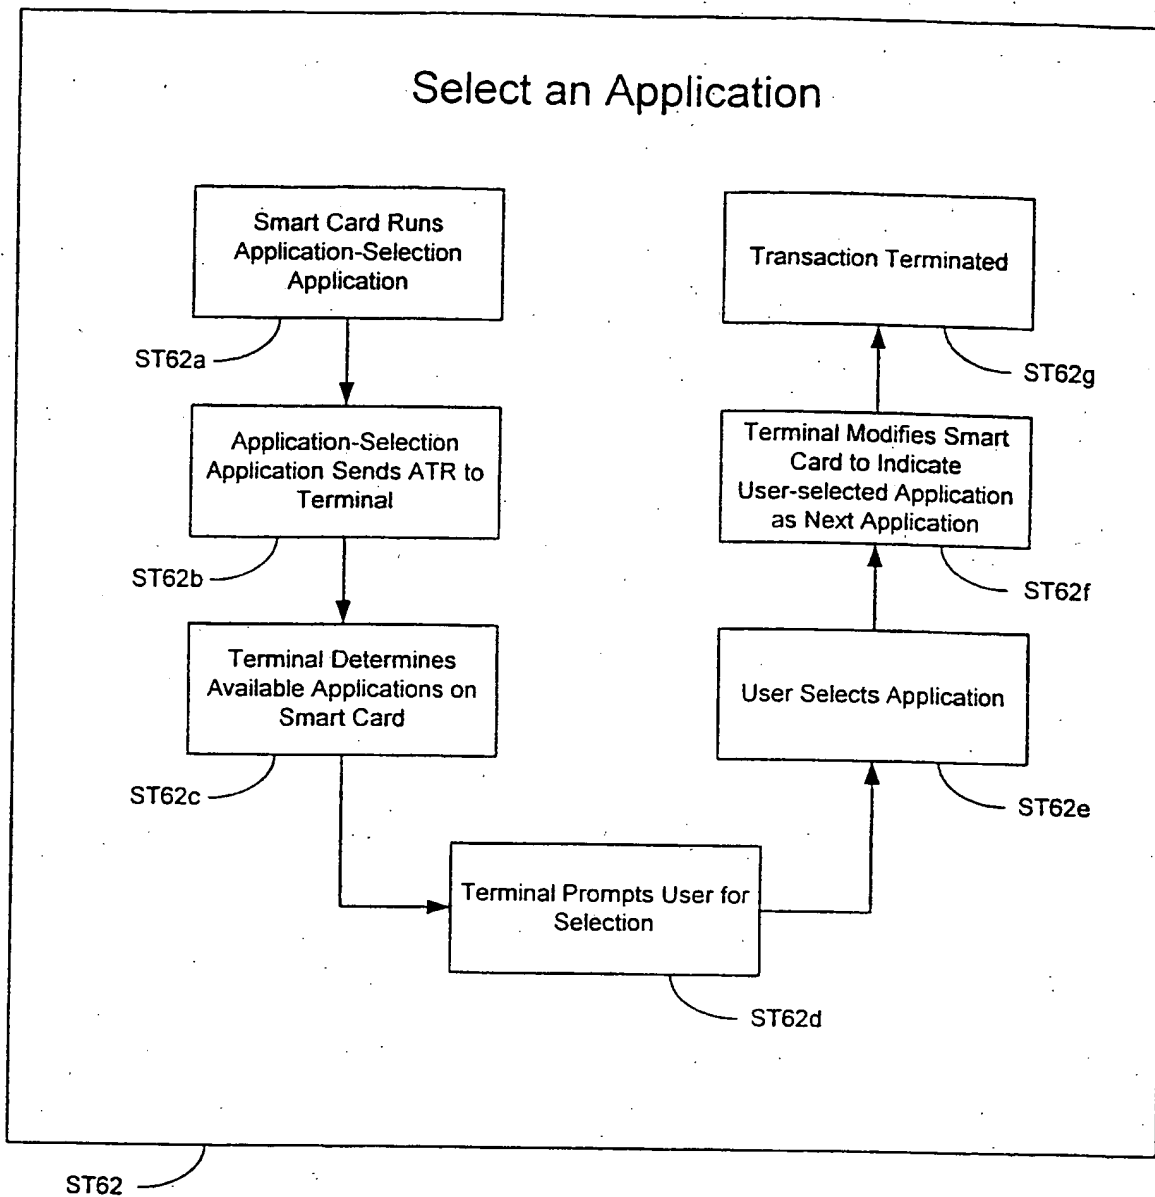 Select an Application
Smart Card Runs
Application-Selection
Application
ST62a
Application-Selection
Application Sends ATR to
Terminal
ST62b
Terminal Determines
Available Applications on
Smart Card
ST62c
Terminal Prompts User for
Selection
ST62d
User Selects Application
ST62e
Terminal Modifies Smart
Card to Indicate
User-selected Application
as Next Application
ST62f
Transaction Terminated
ST62g
ST62